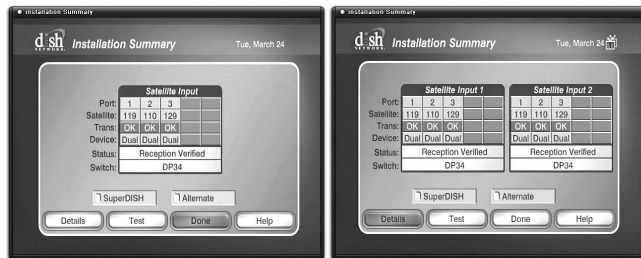 Installation Summary
dish NETWORK
Installation Summary
Tue, March 24
Satellite Input
Port: 1 2 3
Satellite: 119 110 129
Trans: OK OK OK
Device: Dual Dual Dual
Status: Reception Verified
Switch: DP34
SuperDISH Alternate
Details Test Done Help
Installation Summary
dish NETWORK
Installation Summary
Tue, March 24
Satellite Input 1 Satellite Input 2
Port: 1 2 3 1 2 3
Satellite: 119 110 129 119 110 129
Trans: OK OK OK OK OK OK
Device: Dual Dual Dual Dual Dual Dual
Status: Reception Verified Reception Verified
Switch: DP34 DP34
SuperDISH Alternate
Details Test Done Help